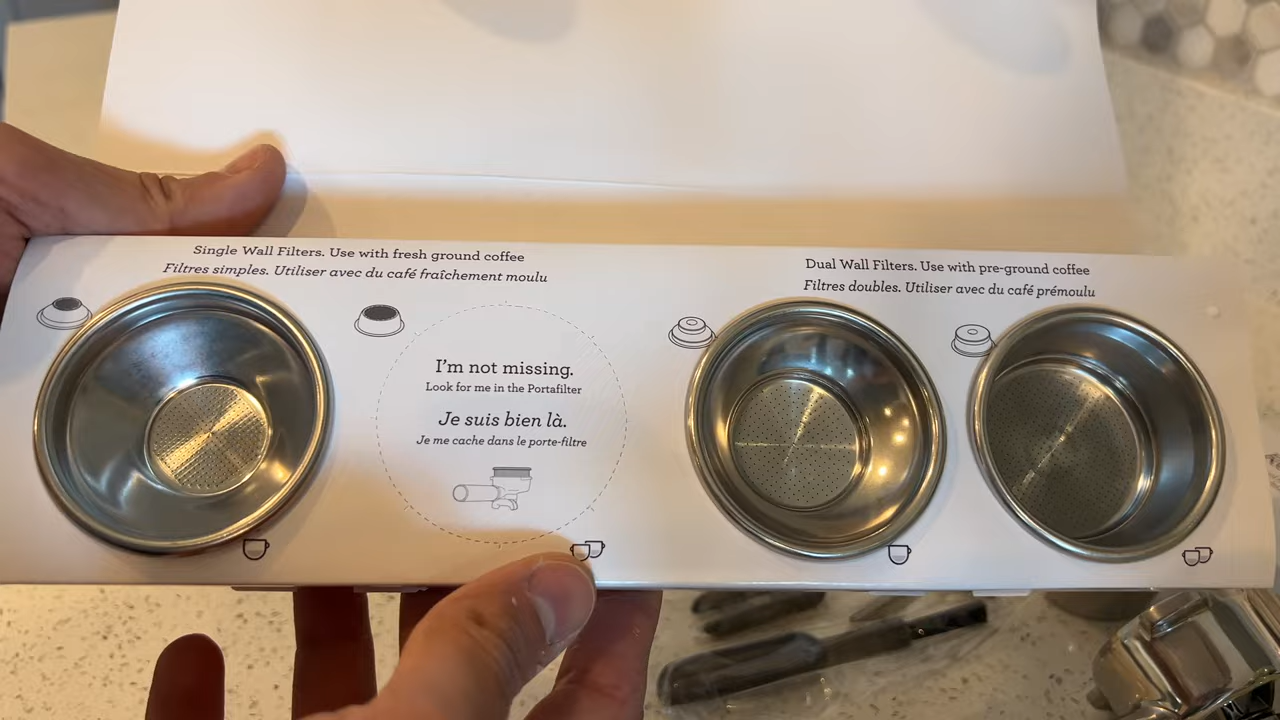 Single Wall Filters. Use with fresh ground coffee
Filtres simples. Utiliser avec du café fraîchement moulu
I'm not missing.
Look for me in the Portafilter
Je suis bien là.
Je me cache dans le porte-filtre
Dual Wall Filters. Use with pre-ground coffee
Filtres doubles. Utiliser avec du café prémoulu